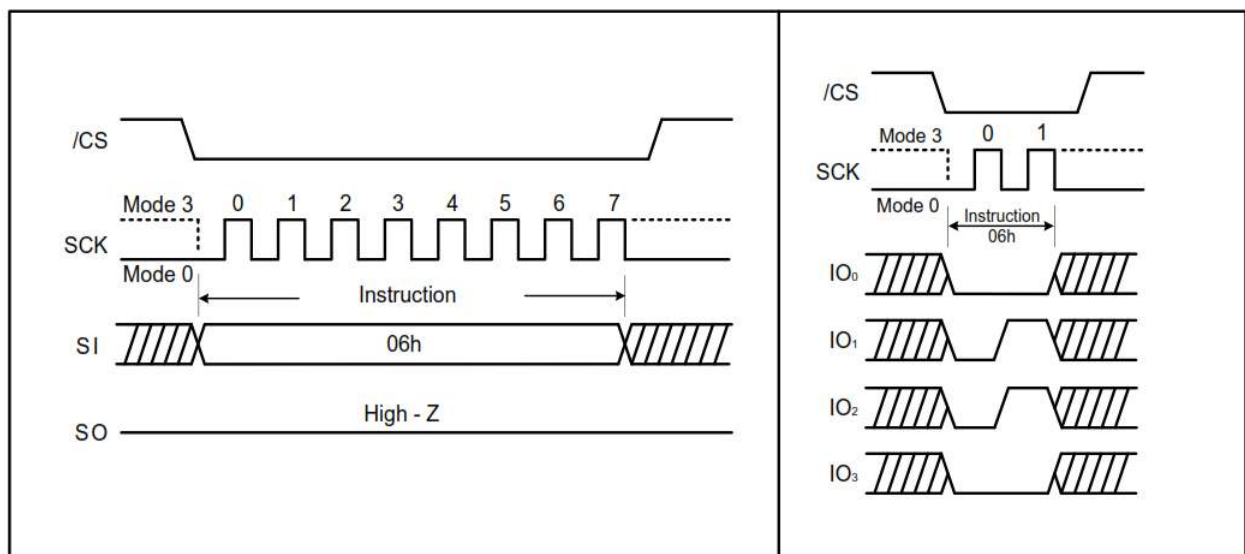 /CS
Mode 3
0 1 2 3 4 5 6 7
SCK
Mode 0
Instruction
SI
06h
High - Z
SO
/CS
Mode 3
0 1
SCK
Mode 0
Instruction
06h
IO₀
IO₁
IO₂
IO₃